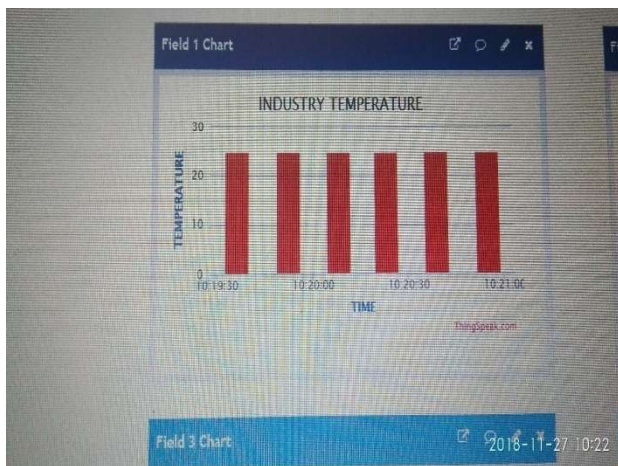 Field 1 Chart
INDUSTRY TEMPERATURE
TEMPERATURE
30
20
10
0
10:19:30 10:20:00 10:20:30 10:21:00
TIME
ThingSpeak.com
Field 3 Chart
2018-11-27 10:22